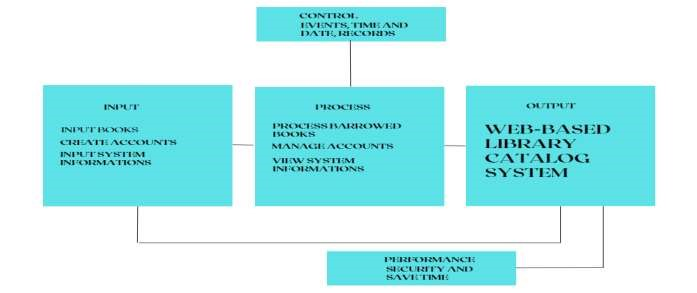 CONTROL
EVENTS, TIME AND
DATE, RECORDS
INPUT
INPUT BOOKS
CREATE ACCOUNTS
INPUT SYSTEM
INFORMATIONS
PROCESS
PROCESS BARROWED
BOOKS
MANAGE ACCOUNTS
VIEW SYSTEM
INFORMATIONS
OUTPUT
WEB-BASED
LIBRARY
CATALOG
SYSTEM
PERFORMANCE
SECURITY AND
SAVE TIME